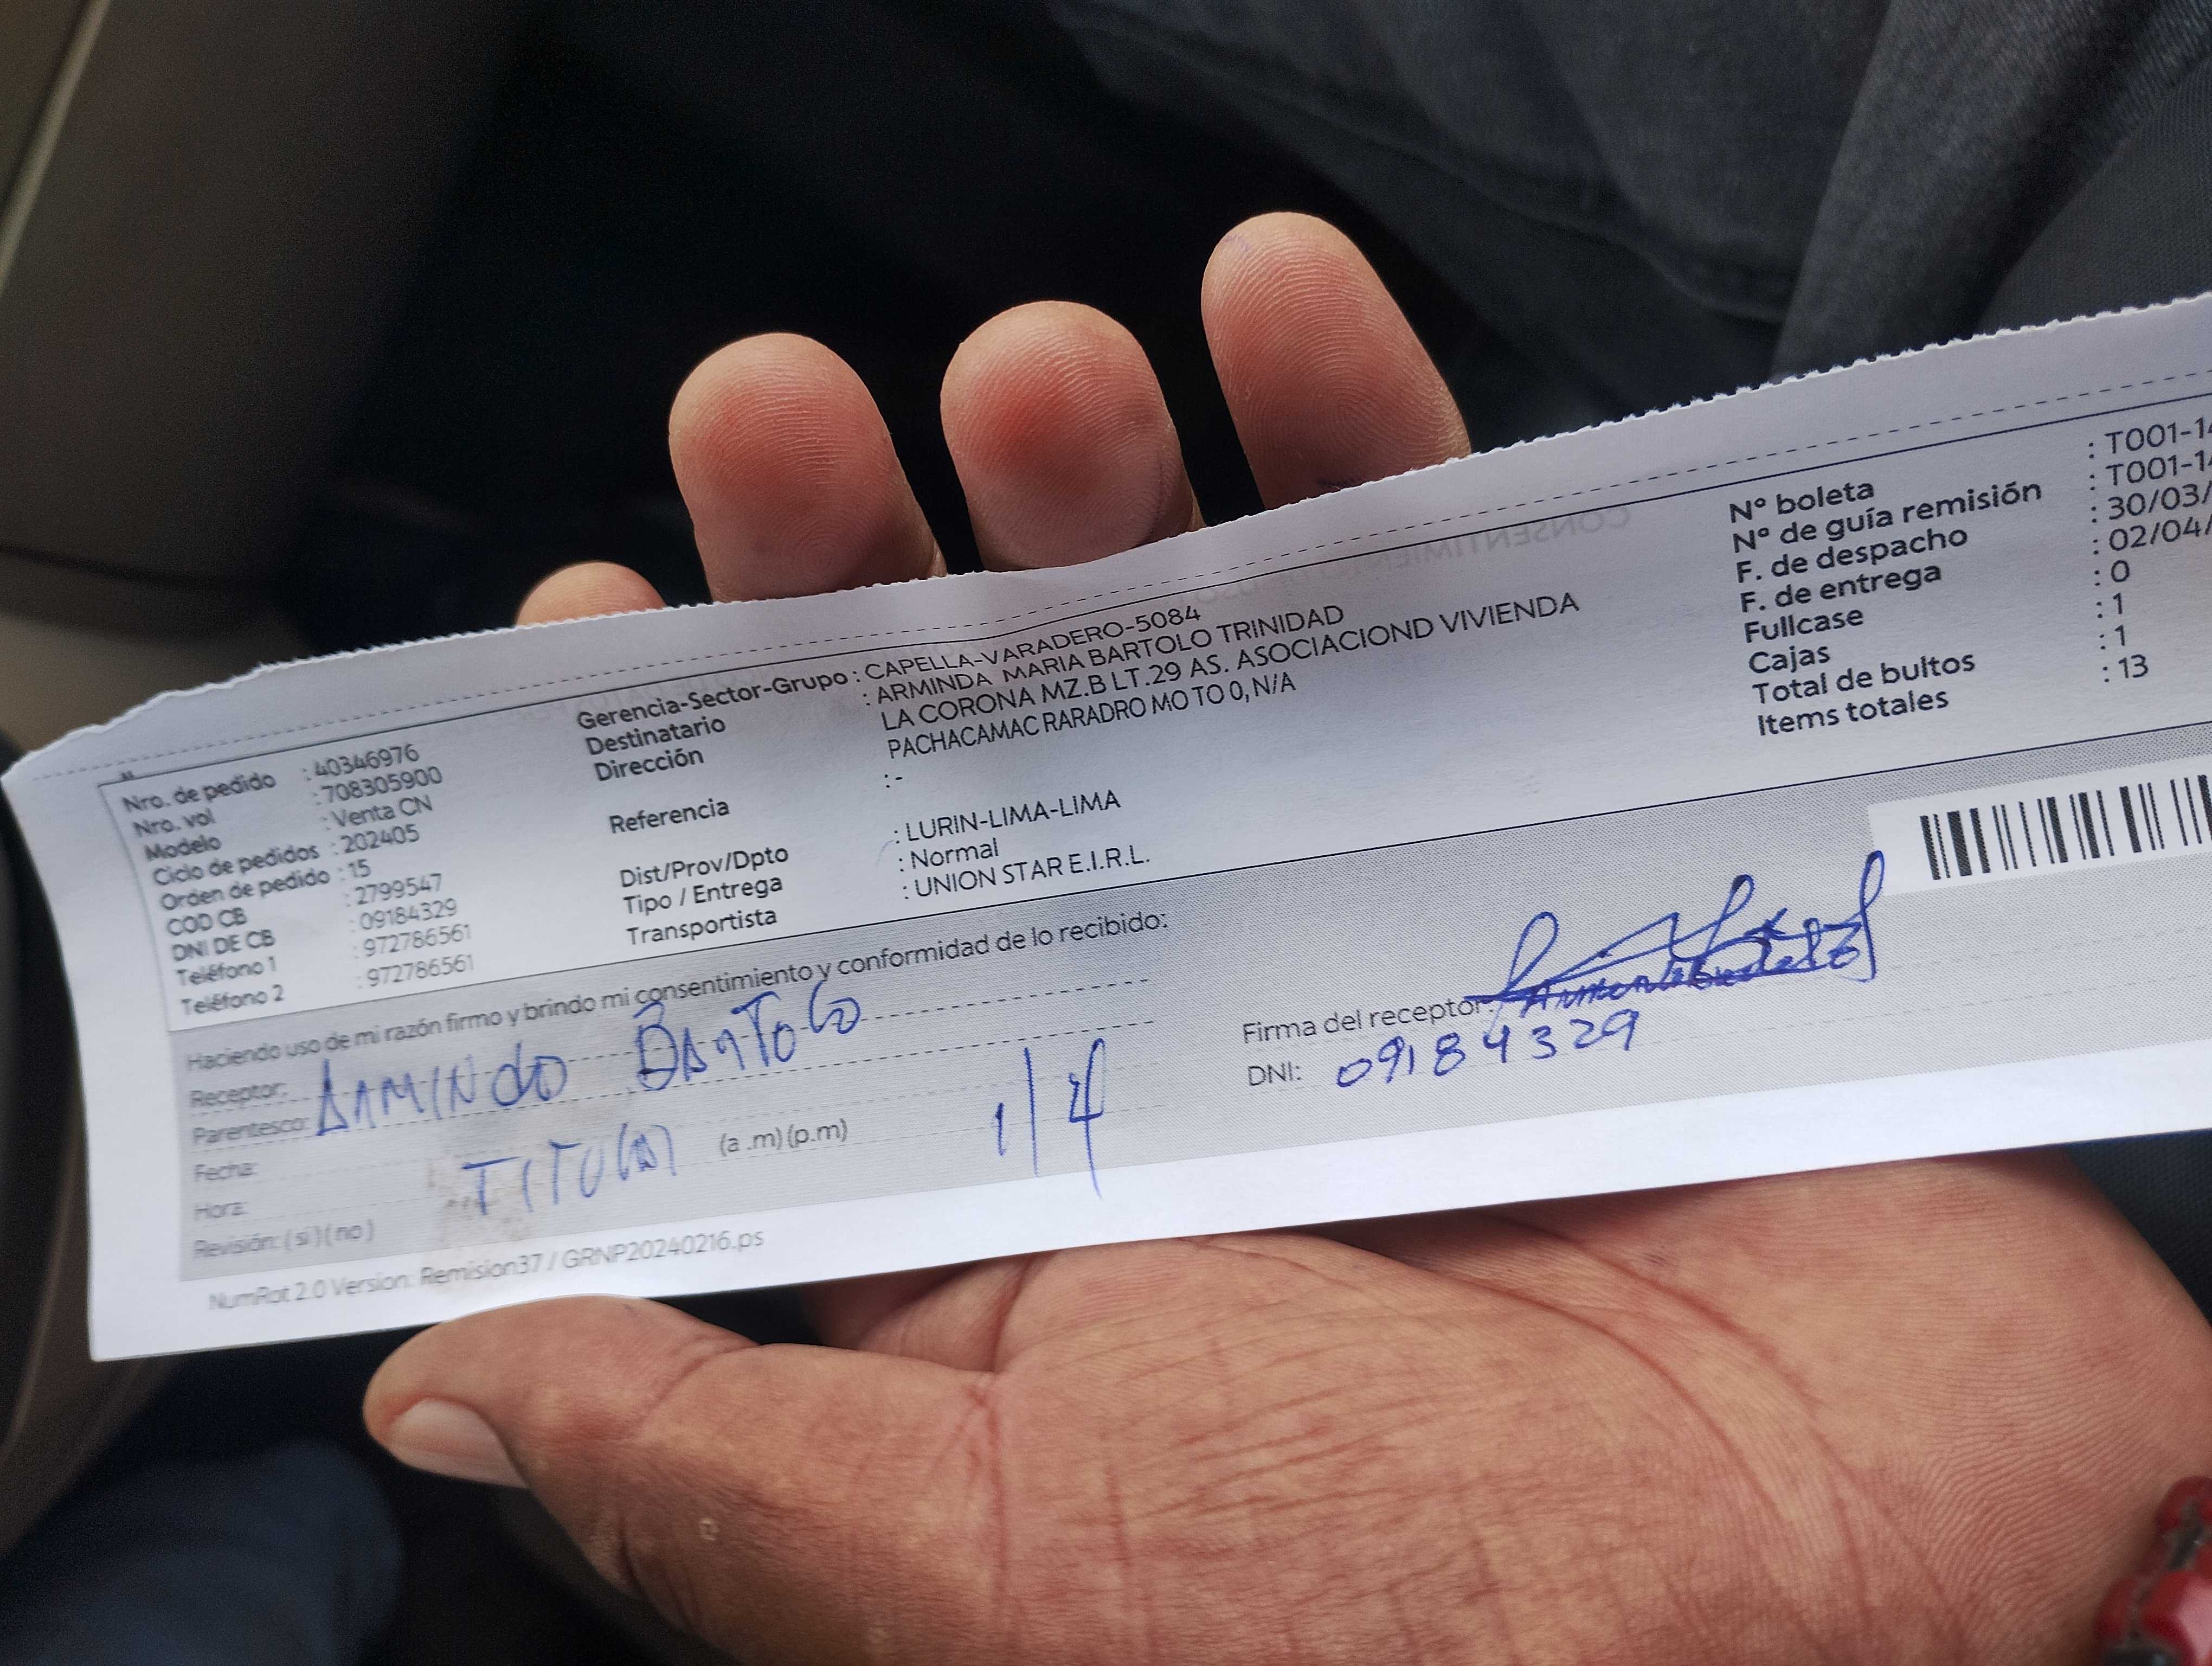 Nro. de pedido : 40346976
Nro. vol : 708305900
Modelo : Venta CN
Ciclo de pedidos : 202405
Orden de pedido : 15
COD CB : 2799547
DNI DE CB : 09184329
Teléfono 1 : 972786561
Teléfono 2 : 972786561
Gerencia-Sector-Grupo : CAPELLA-VARADERO-5084
Destinatario : ARMINDA MARIA BARTOLO TRINIDAD
Dirección LA CORONA MZ.B LT.29 AS. ASOCIACIOND VIVIENDA
PACHACAMAC RARADRO MO TO 0, N/A
Referencia : -
Dist/Prov/Dpto : LURIN-LIMA-LIMA
Tipo / Entrega : Normal
Transportista : UNION STAR E.I.R.L.
N° boleta : T001-14
N° de guía remisión : T001-14
F. de despacho : 30/03/
F. de entrega : 02/04/
Fullcase : 0
Cajas : 1
Total de bultos : 1
Items totales : 13
Haciendo uso de mi razón firmo y brindo mi consentimiento y conformidad de lo recibido:
Receptor: ARMINDO BARTOLO
Parentesco:
Fecha: TITULAR 1/4
Hora: (a .m) (p.m)
Revisión: ( si ) ( no )
Firma del receptor:
DNI: 09184329
NumRot 2.0 Version: Remision37 / GRNP20240216.ps